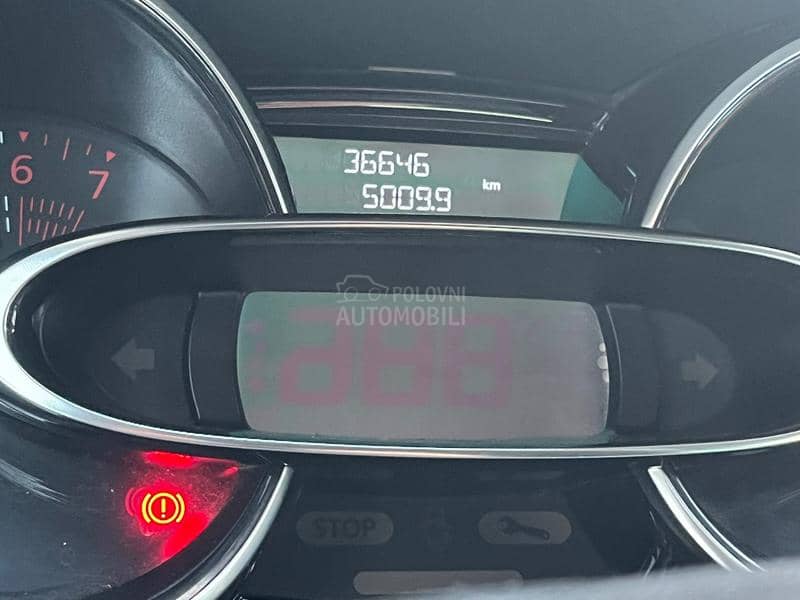 6 7
36646
5009.9 km
POLOVNI
AUTOMOBILI
STOP